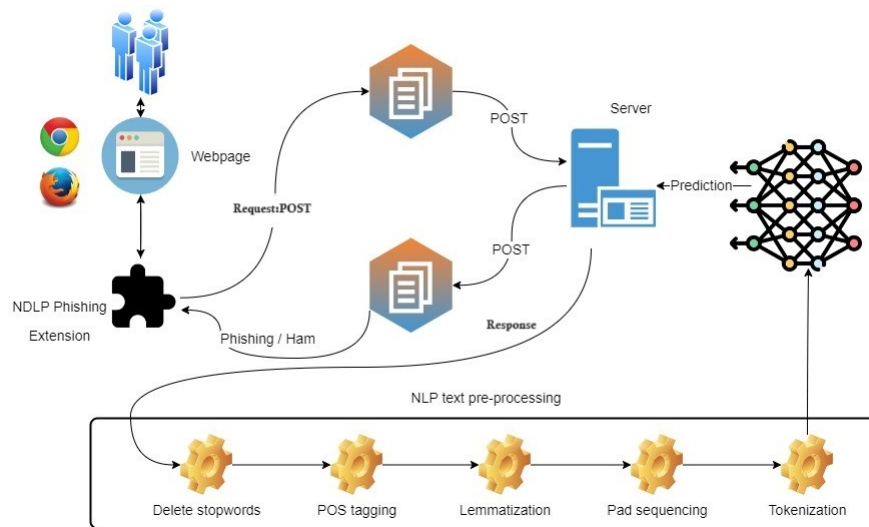 Server
POST
Webpage
Prediction
Request:POST
POST
NDLP Phishing
Extension
Phishing / Ham
Response
NLP text pre-processing
Delete stopwords
POS tagging
Lemmatization
Pad sequencing
Tokenization